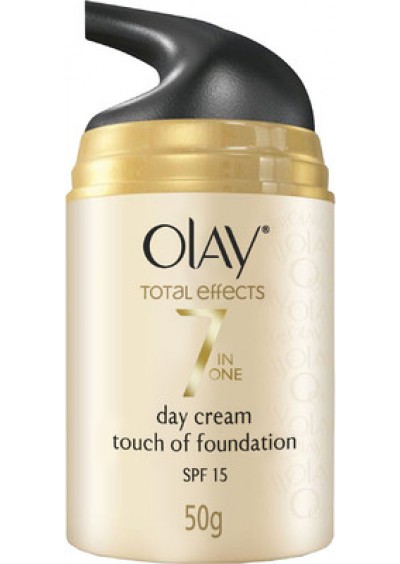 OLAY®
TOTAL effects
7 IN ONE
day cream
touch of foundation
SPF 15
50g